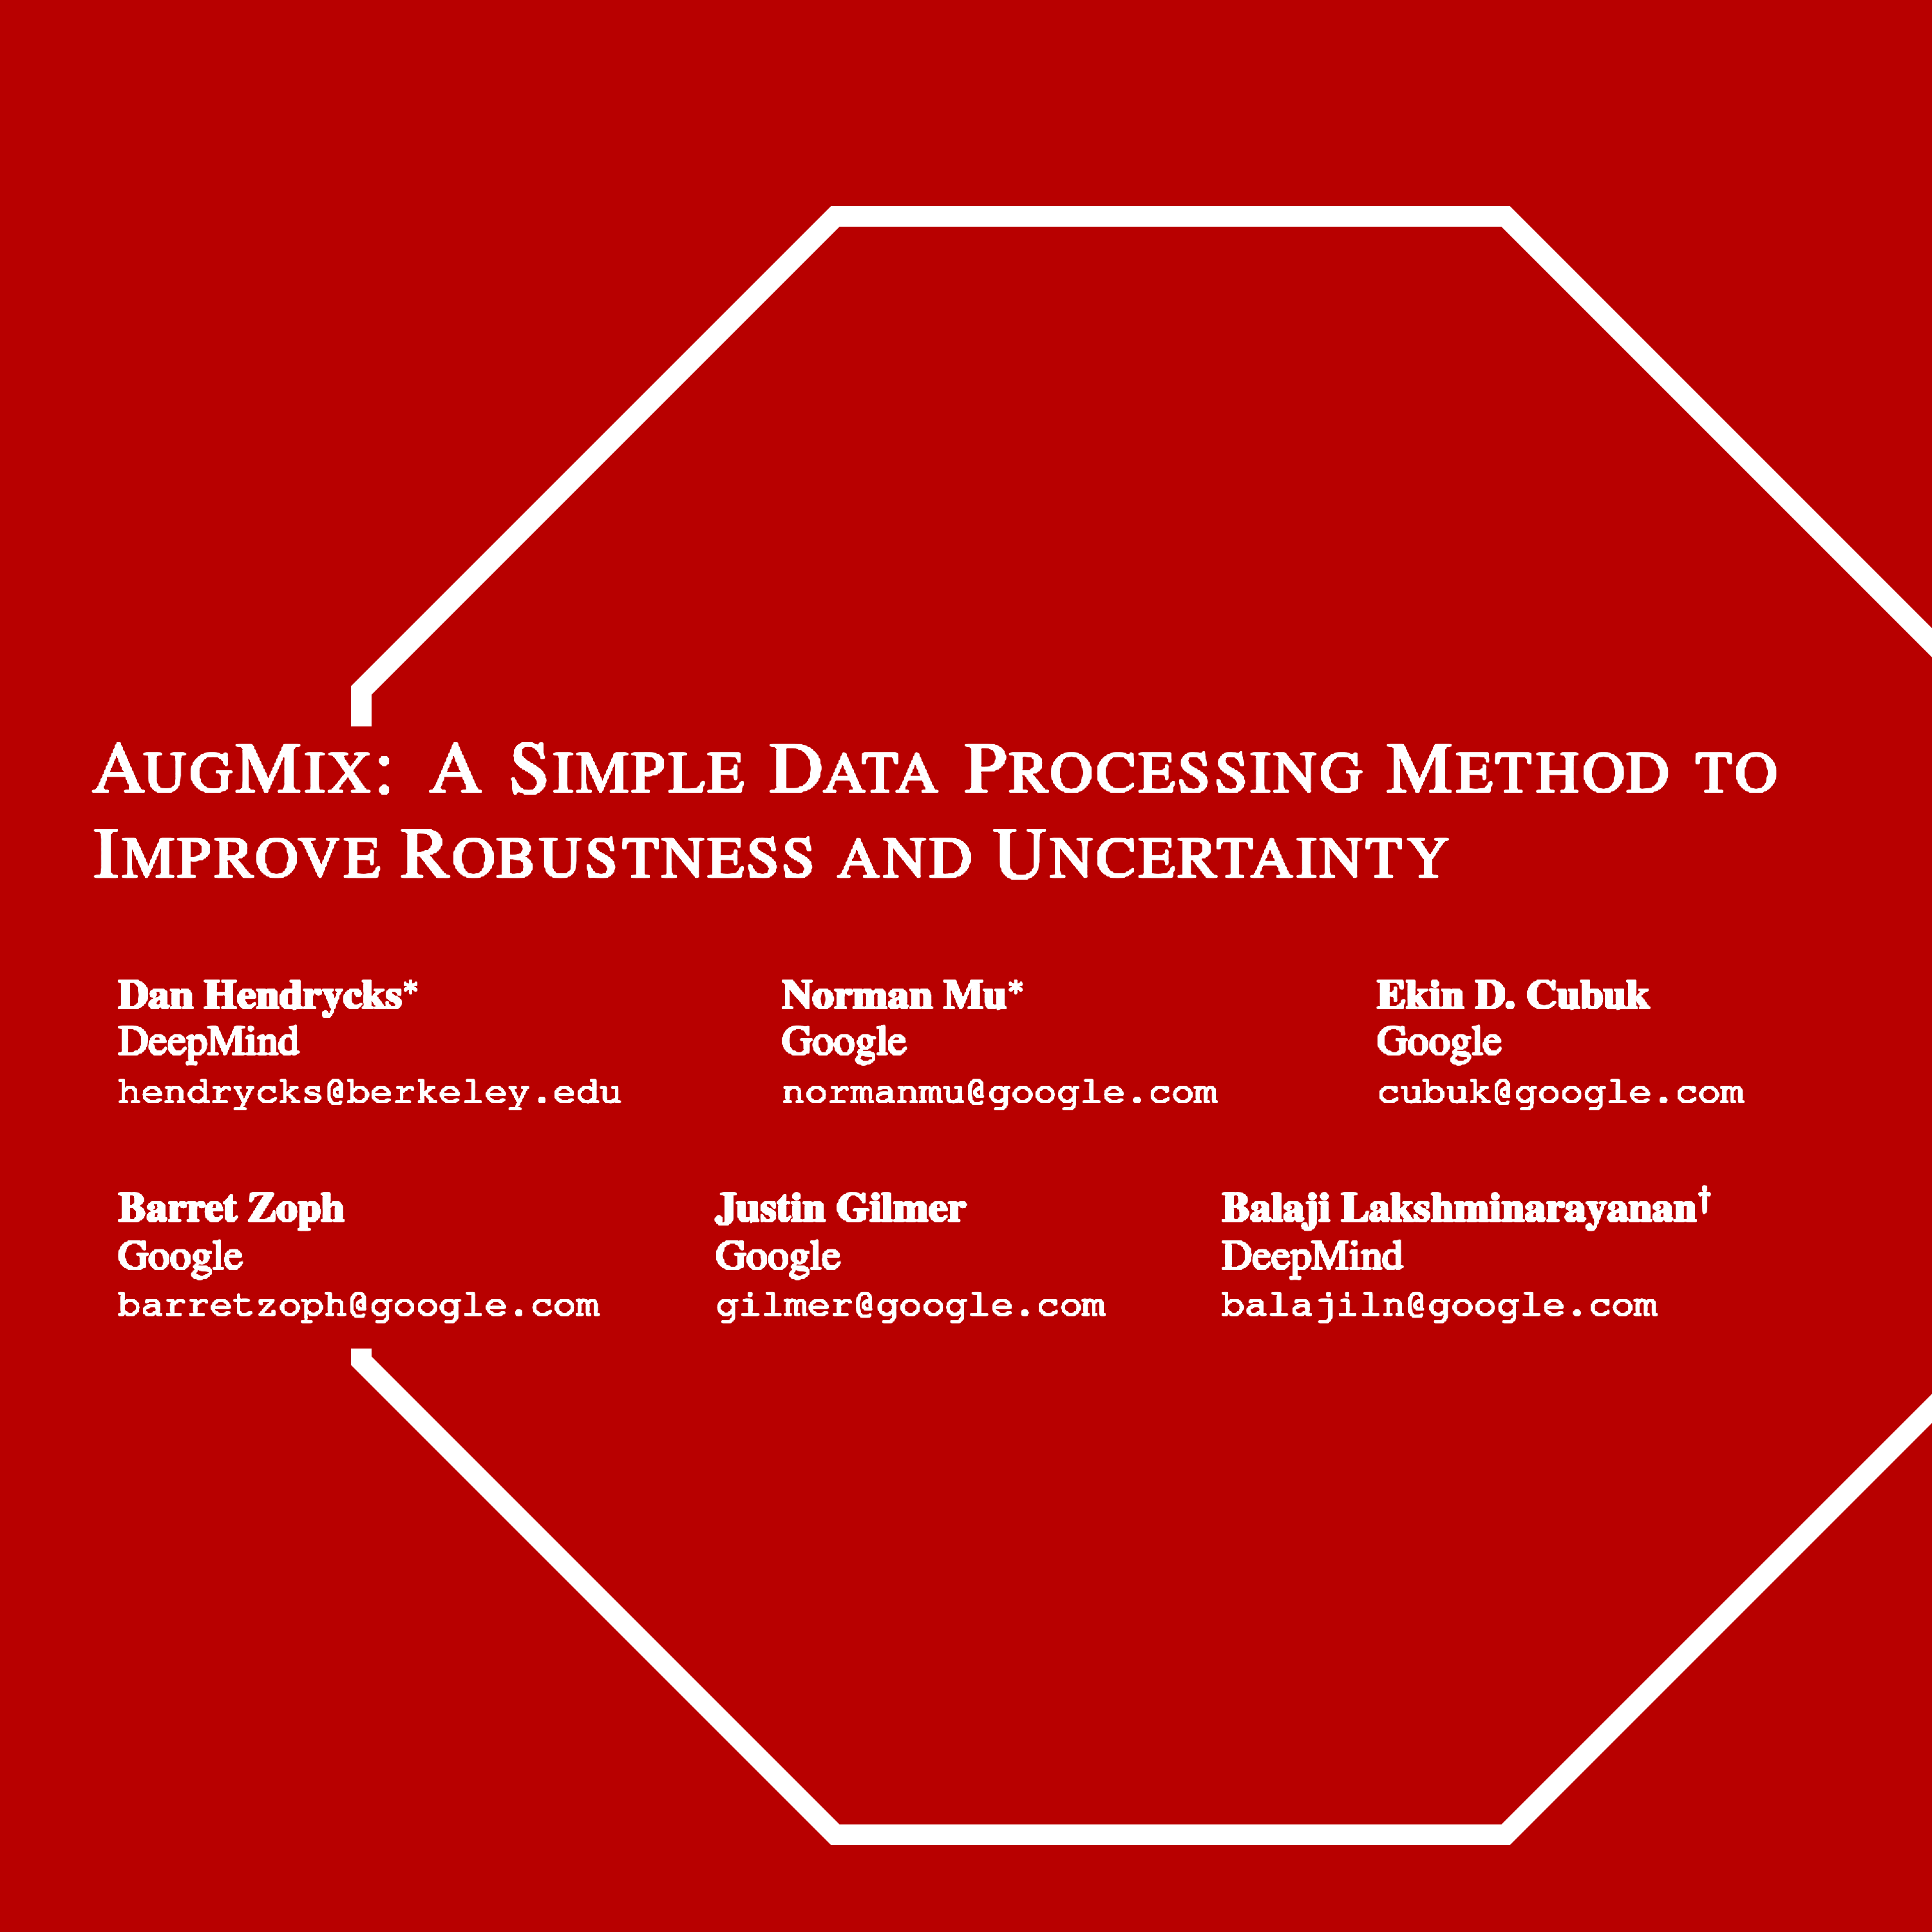 AugMix: A Simple Data Processing Method to
Improve Robustness and Uncertainty
Dan Hendrycks* Norman Mu* Ekin D. Cubuk
DeepMind Google Google
hendrycks@berkeley.edu normanmu@google.com cubuk@google.com
Barret Zoph Justin Gilmer Balaji Lakshminarayanan†
Google Google DeepMind
barretzoph@google.com gilmer@google.com balajiln@google.com